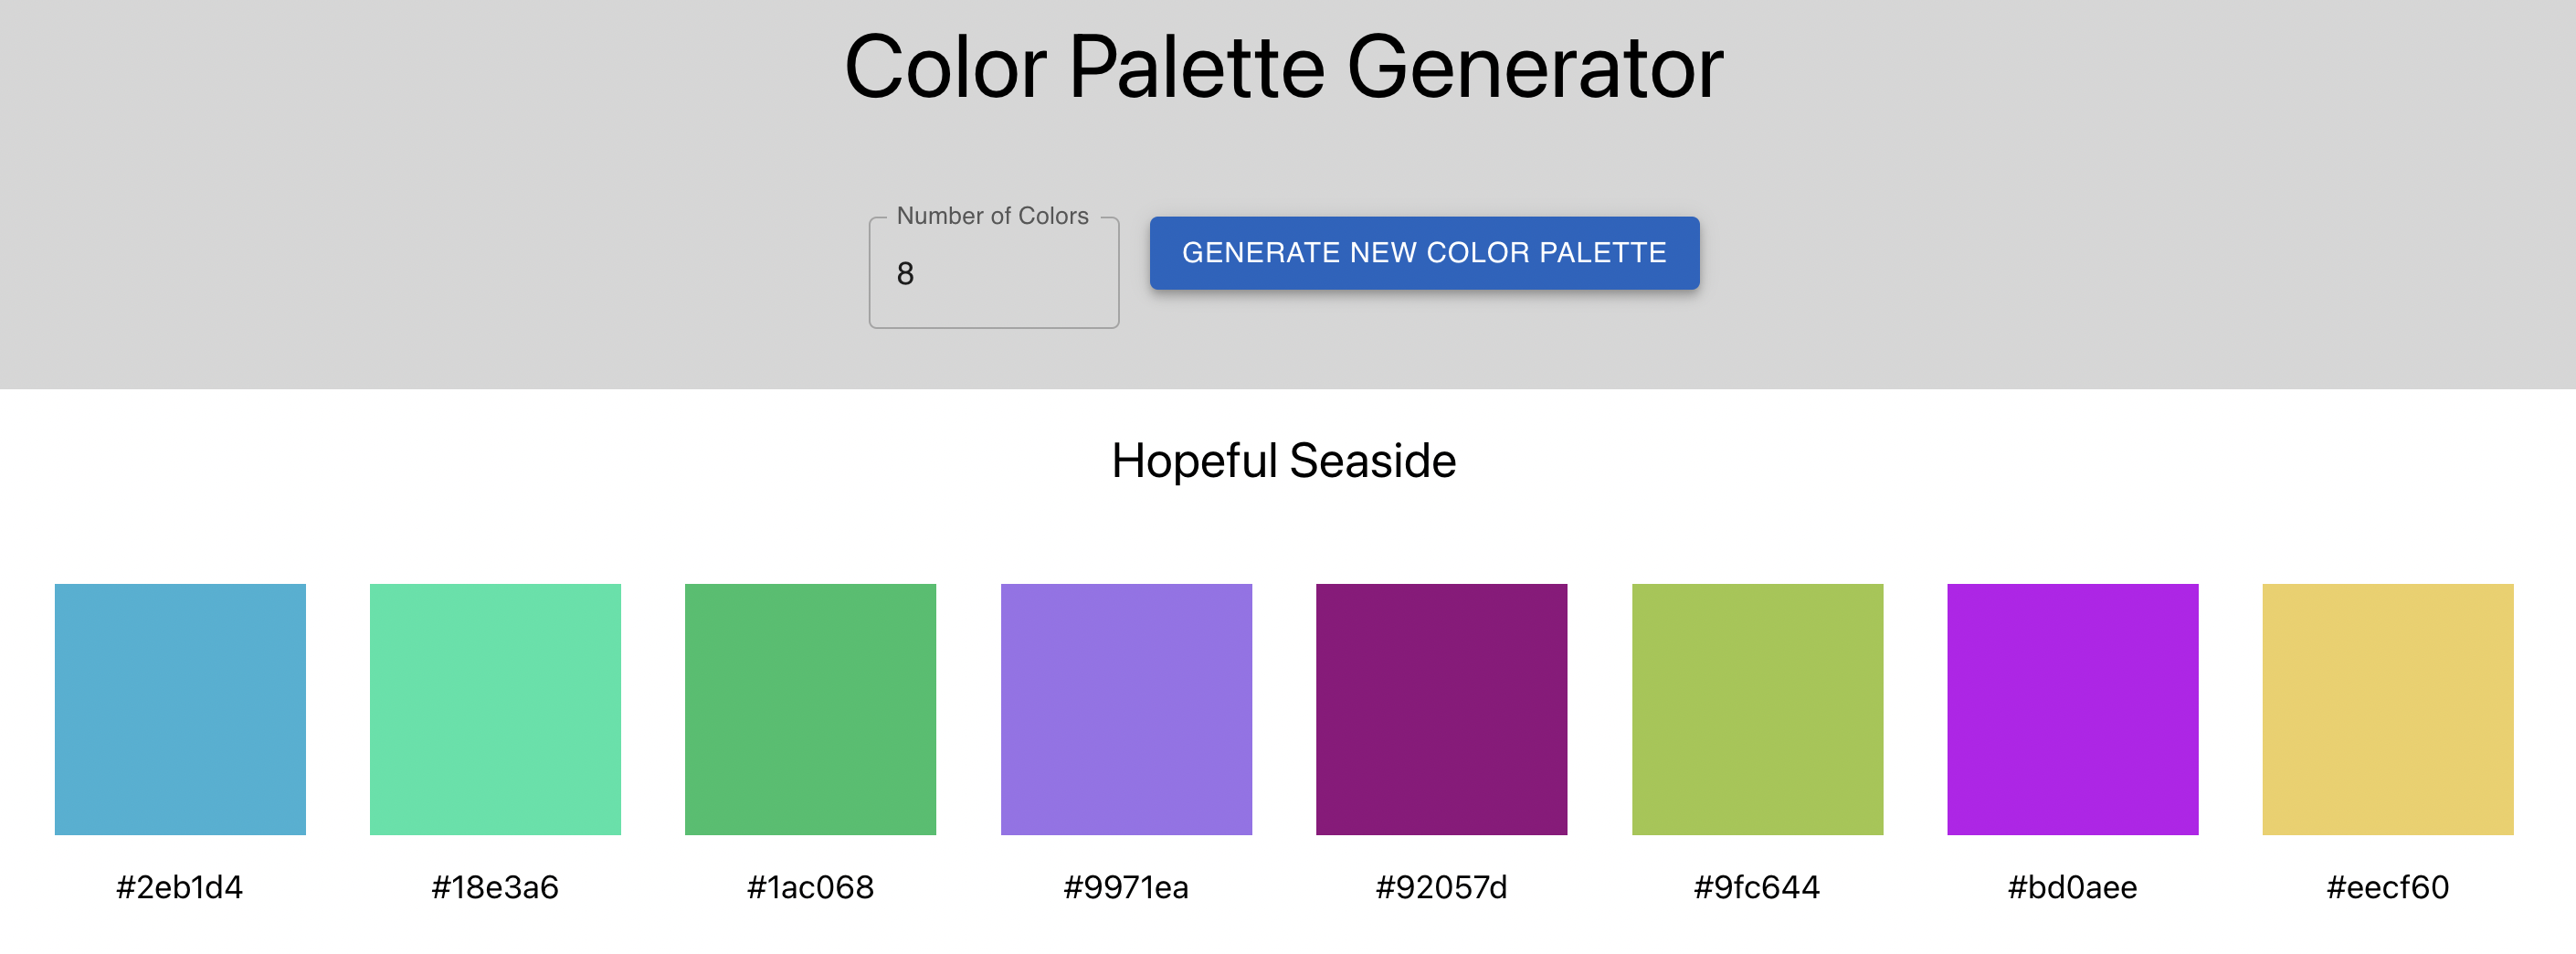 Color Palette Generator
Number of Colors
8
GENERATE NEW COLOR PALETTE
Hopeful Seaside
#2eb1d4
#18e3a6
#1ac068
#9971ea
#92057d
#9fc644
#bd0aee
#eecf60